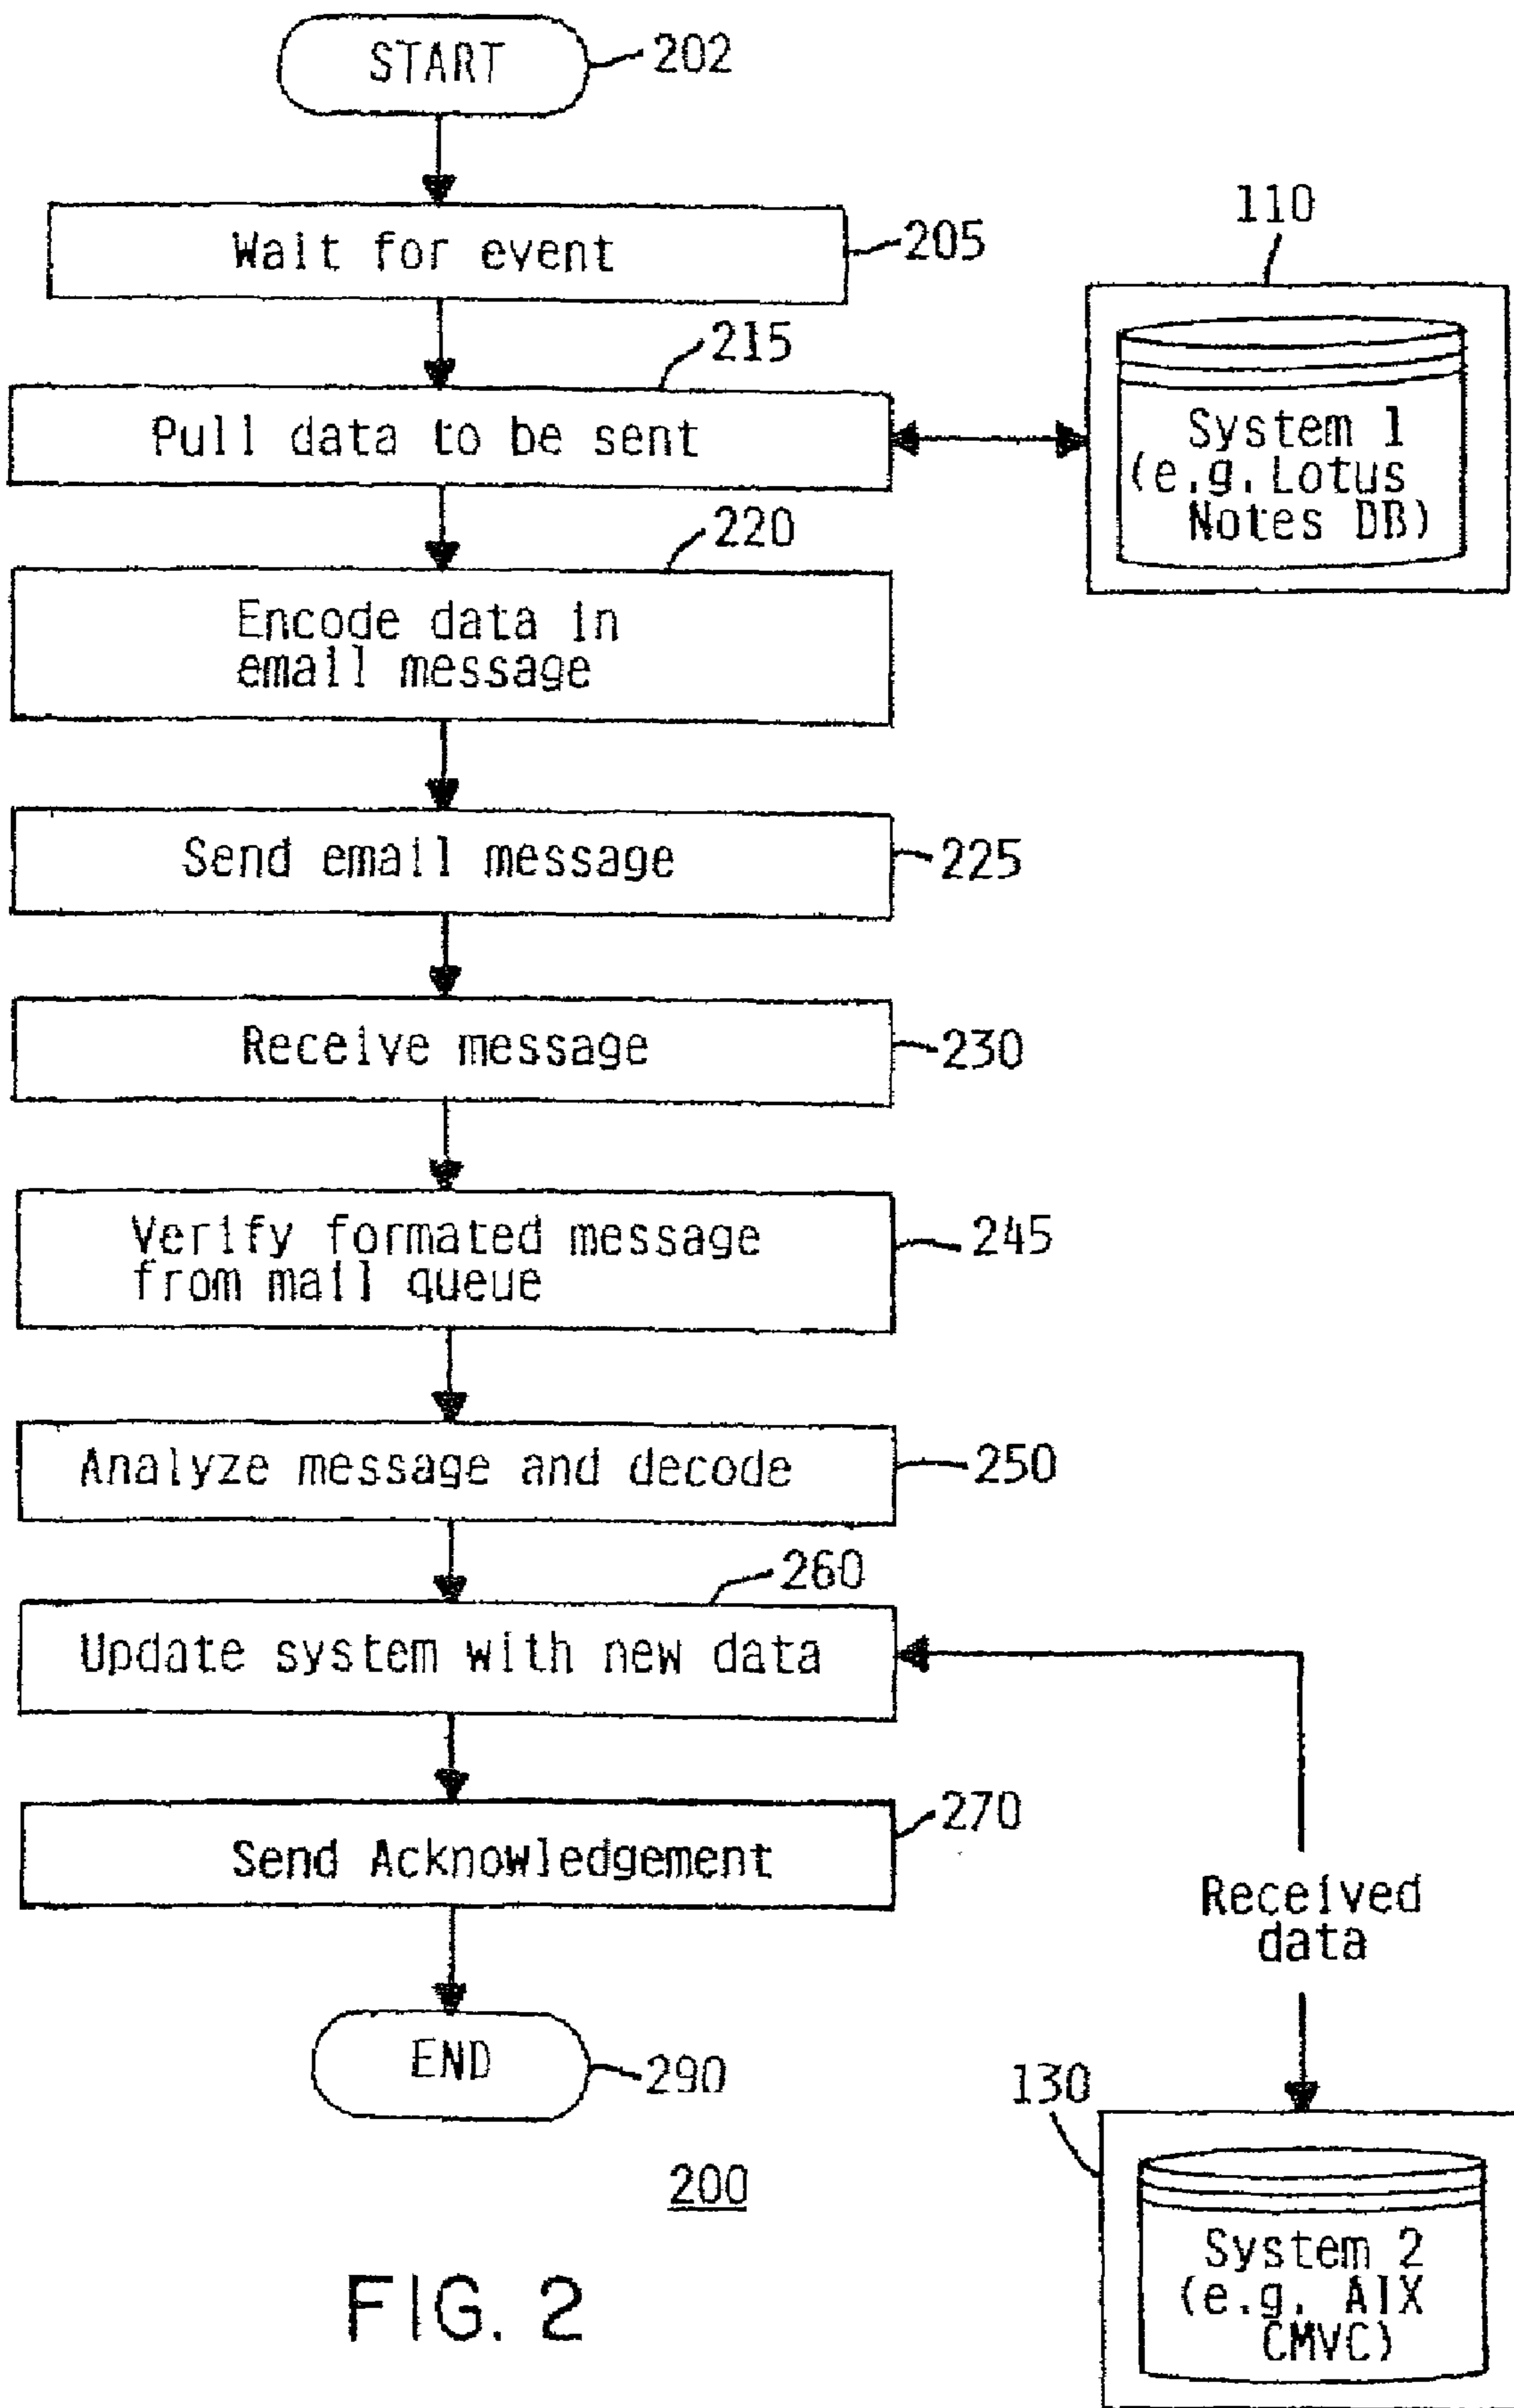 START
202
Wait for event
205
110
215
Pull data to be sent
System 1
(e.g. Lotus
Notes DB)
220
Encode data in
email message
Send email message
225
Receive message
230
Verify formated message
from mail queue
245
Analyze message and decode
250
260
Update system with new data
270
Send Acknowledgement
Received
data
END
290
130
200
System 2
(e.g. AIX
CMVC)
FIG. 2